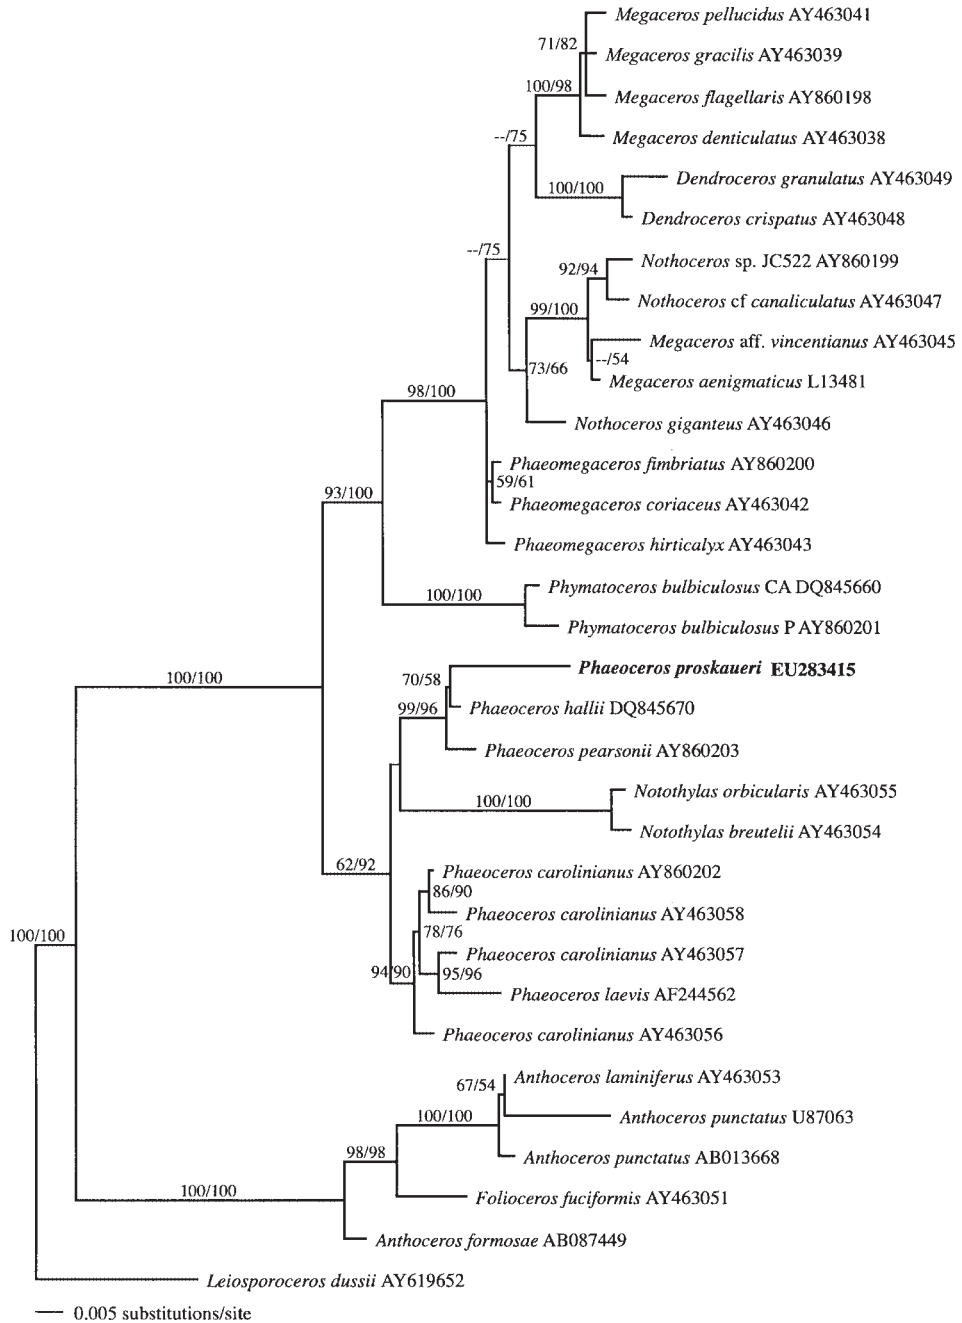 Megaceros pellucidus AY463041
71/82
Megaceros gracilis AY463039
100/98
Megaceros flagellaris AY860198
--/75
Megaceros denticulatus AY463038
Dendroceros granulatus AY463049
100/100
Dendroceros crispatus AY463048
--/75
Nothoceros sp. JC522 AY860199
92/94
Nothoceros cf canaliculatus AY463047
99/100
Megaceros aff. vincentianus AY463045
--/54
73/66
Megaceros aenigmaticus L13481
98/100
Nothoceros giganteus AY463046
Phaeomegaceros fimbriatus AY860200
59/61
93/100
Phaeomegaceros coriaceus AY463042
Phaeomegaceros hirticalyx AY463043
Phymatoceros bulbiculosus CA DQ845660
100/100
Phymatoceros bulbiculosus P AY860201
Phaeoceros proskaueri EU283415
100/100
70/58
Phaeoceros hallii DQ845670
99/96
Phaeoceros pearsonii AY860203
Notothylas orbicularis AY463055
100/100
Notothylas breutelii AY463054
62/92
Phaeoceros carolinianus AY860202
86/90
Phaeoceros carolinianus AY463058
100/100
78/76
Phaeoceros carolinianus AY463057
94/90
95/96
Phaeoceros laevis AF244562
Phaeoceros carolinianus AY463056
Anthoceros laminiferus AY463053
67/54
100/100
Anthoceros punctatus U87063
98/98
Anthoceros punctatus AB013668
100/100
Folioceros fuciformis AY463051
Anthoceros formosae AB087449
Leiosporoceros dussii AY619652
0.005 substitutions/site